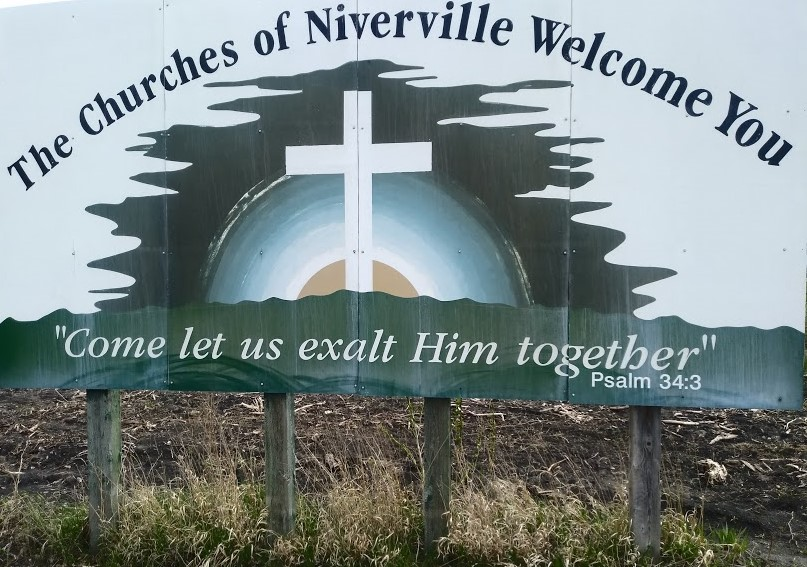 The Churches of Niverville Welcome You
"Come let us exalt Him together"
Psalm 34:3